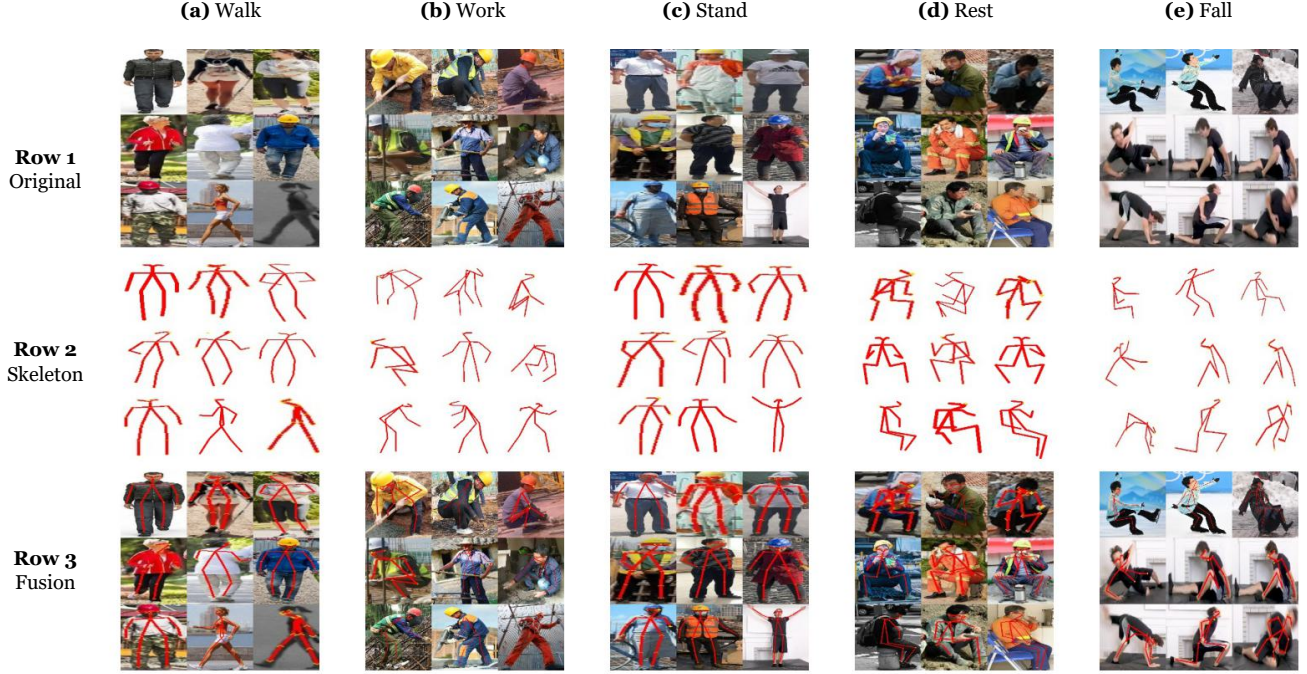 (a) Walk
(b) Work
(c) Stand
(d) Rest
(e) Fall
Row 1
Original
Row 2
Skeleton
Row 3
Fusion